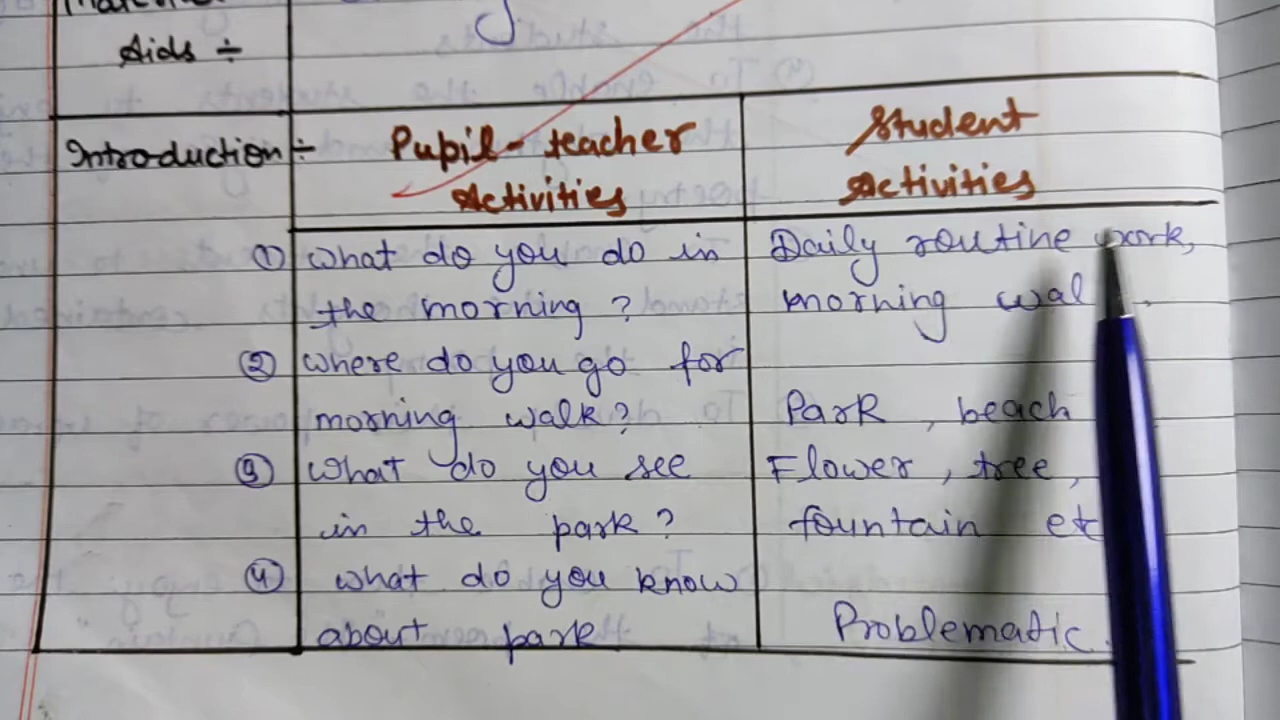 Aids ÷
Introduction ÷ Pupil-teacher Activities Student Activities
① What do you do in Daily routine work,
the morning ? morning wal
② Where do you go for
morning walk? Park , beach
③ What do you see Flower , tree ,
in the park ? fountain etc
④ what do you know
about park Problematic.